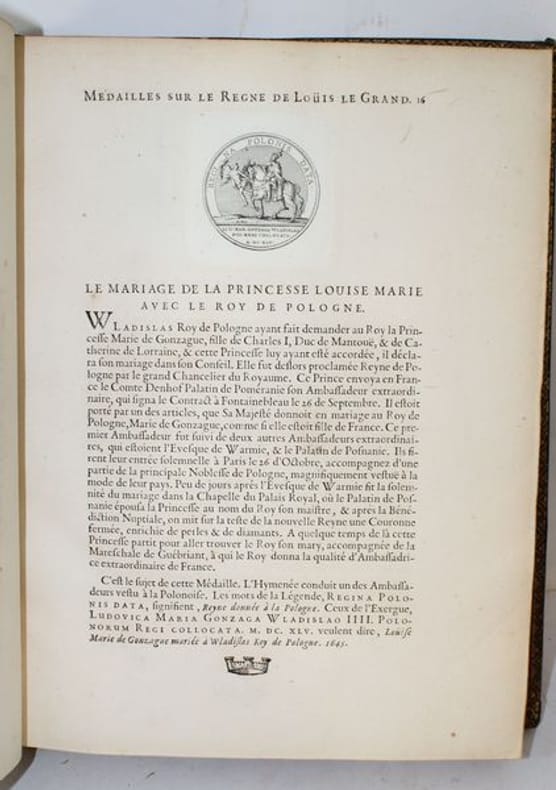 MEDAILLES SUR LE REGNE DE LOÜIS LE GRAND. 16
REGINA POLONIS DATA
LE MARIAGE DE LA PRINCESSE LOUISE MARIE
AVEC LE ROY DE POLOGNE.
WLADISLAS Roy de Pologne ayant fait demander au Roy la Prin-
cesse Marie de Gonzague, fille de Charles I, Duc de Mantouë, & de Ca-
therine de Lorraine, & cette Princesse luy ayant esté accordée, il déclara
sa mariage dans son Conseil. Elle fut deslors proclamée Reyne de Po-
logne par le grand Chancelier du Royaume. Ce Prince envoya en Fran-
ce le Comte Denhof Palatin de Poméranie son Ambassadeur extraordi-
naire, qui signa le Contract à Fontainebleau le 26 de Septembre. Il estoit
porté par un des articles, que Sa Majesté donnoit en mariage au Roy de
Pologne, Marie de Gonzague, comme si elle estoit fille de France. Ce pre-
mier Ambassadeur fut suivi de deux autres Ambassadeurs extraordinai-
res, qui estoient l'Evesque de Warmie, & le Palatin de Posnanie. Ils fi-
rent leur entrée solemnelle à Paris le 26 d'Octobre, accompagnez d'une
partie de la principale Noblesse de Pologne, magnifiquement vestuë à la
mode de leur pays. Peu de jours après l'Evesque de Warmie fit la solem-
nité du mariage dans la Chapelle du Palais Royal, où le Palatin de Pos-
nanie épousa la Princesse au nom du Roy son maistre, & après la Béné-
diction Nuptiale, on mit sur la teste de la nouvelle Reyne une Couronne
fermée, enrichie de perles & de diamants. A quelque temps de là cette
Princesse partit pour aller trouver le Roy son mary, accompagnée de la
Mareschale de Guébriant, à qui le Roy donna la qualité d'Ambassadri-
ce extraordinaire de France.
C'est le sujet de cette Médaille. L'Hymenée conduit un des Ambassa-
deurs vestu à la Polonoise. Les mots de la Légende, REGINA POLO-
NIS DATA, signifient, Reyne donnée à la Pologne. Ceux de l'Exergue,
LUDOVICA MARIA GONZAGA WLADISLAO IIII. POLO-
NORUM REGI COLLOCATA. M. DC. XLV. veulent dire, Louise
Marie de Gonzague mariée à Wladislas Roy de Pologne. 1645.